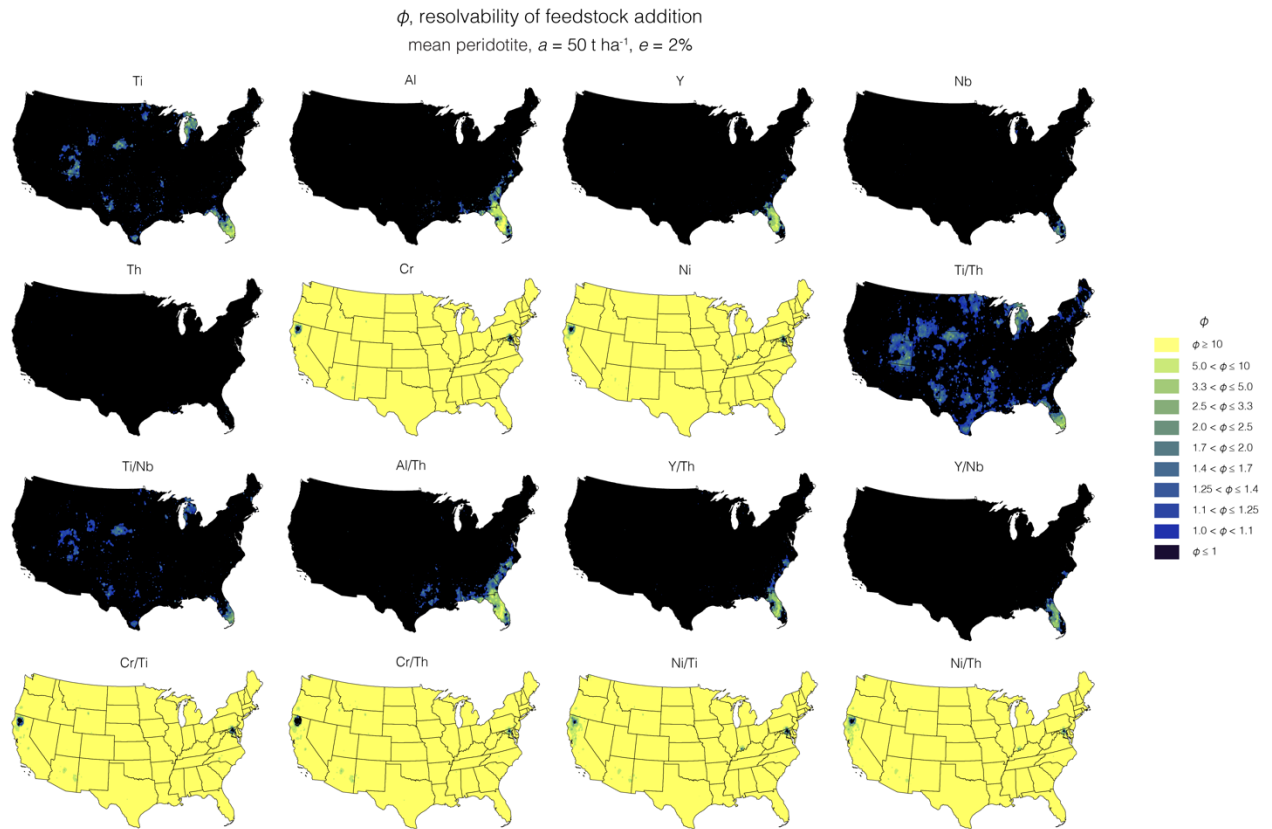 ϕ, resolvability of feedstock addition
mean peridotite, a = 50 t ha⁻¹, e = 2%
Ti
Al
Y
Nb
Th
Cr
Ni
Ti/Th
Ti/Nb
Al/Th
Y/Th
Y/Nb
Cr/Ti
Cr/Th
Ni/Ti
Ni/Th
ϕ
ϕ ≥ 10
5.0 < ϕ ≤ 10
3.3 < ϕ ≤ 5.0
2.5 < ϕ ≤ 3.3
2.0 < ϕ ≤ 2.5
1.7 < ϕ ≤ 2.0
1.4 < ϕ ≤ 1.7
1.25 < ϕ ≤ 1.4
1.1 < ϕ ≤ 1.25
1.0 < ϕ < 1.1
ϕ ≤ 1